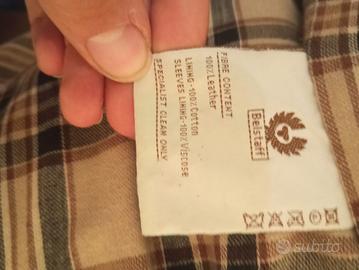 Belstaff
FIBRE CONTENT
100%Leather
LINING-100%Cotton
SLEEVES LINING-100%Viscose
SPECIALIST CLEAN ONLY
subito